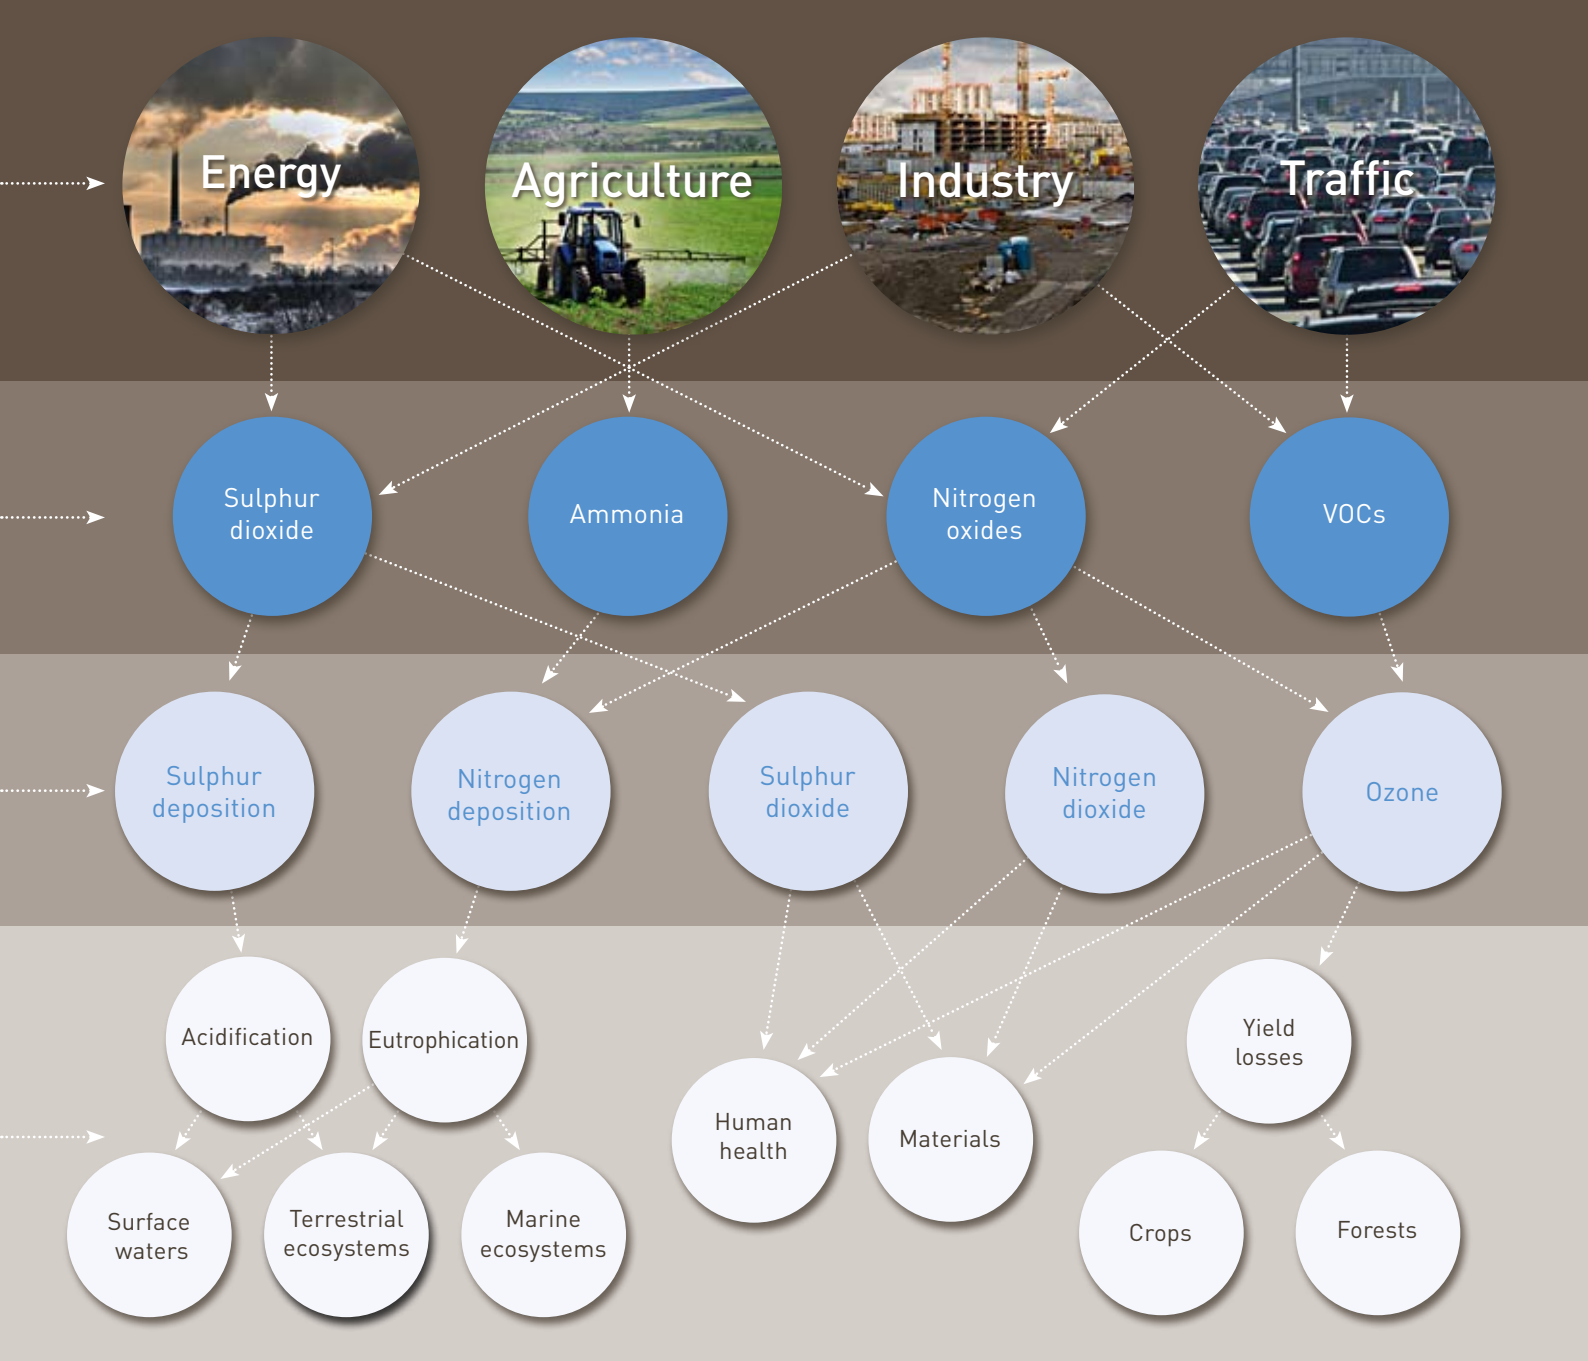 Energy
Agriculture
Industry
Traffic
Sulphur
dioxide
Ammonia
Nitrogen
oxides
VOCs
Sulphur
deposition
Nitrogen
deposition
Sulphur
dioxide
Nitrogen
dioxide
Ozone
Acidification
Eutrophication
Yield
losses
Human
health
Materials
Surface
waters
Terrestrial
ecosystems
Marine
ecosystems
Crops
Forests